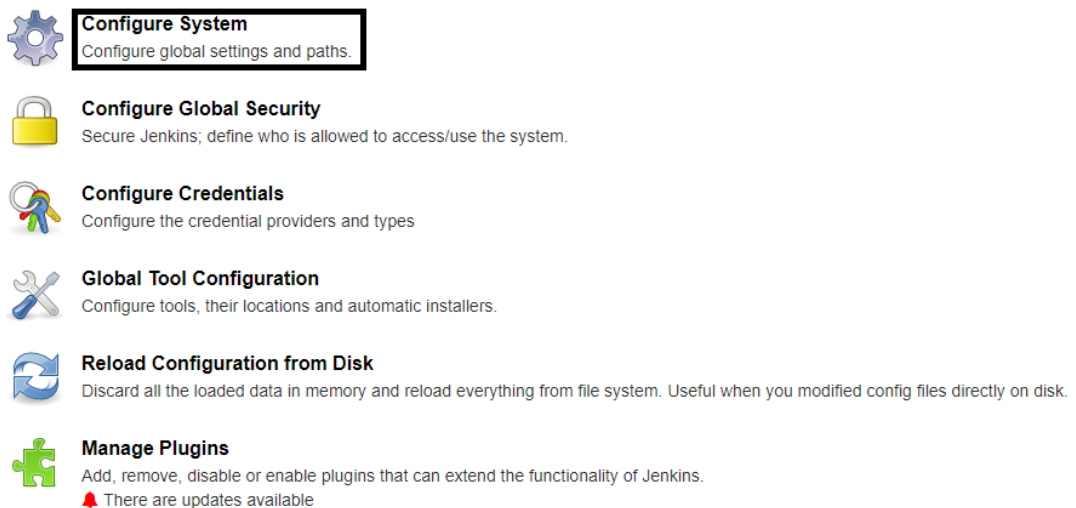 Configure System
Configure global settings and paths.
Configure Global Security
Secure Jenkins; define who is allowed to access/use the system.
Configure Credentials
Configure the credential providers and types
Global Tool Configuration
Configure tools, their locations and automatic installers.
Reload Configuration from Disk
Discard all the loaded data in memory and reload everything from file system. Useful when you modified config files directly on disk.
Manage Plugins
Add, remove, disable or enable plugins that can extend the functionality of Jenkins.
There are updates available